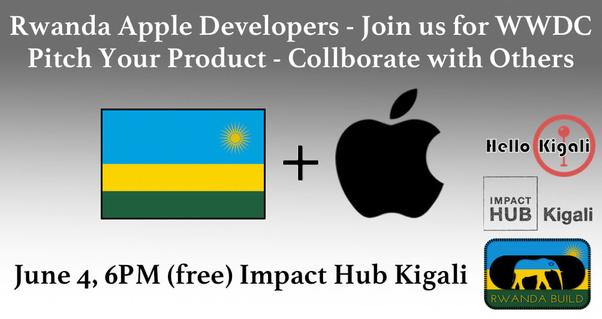 Rwanda Apple Developers - Join us for WWDC
Pitch Your Product - Collborate with Others
+
Hello Kigali
IMPACT
HUB Kigali
RWANDA BUILD
June 4, 6PM (free) Impact Hub Kigali